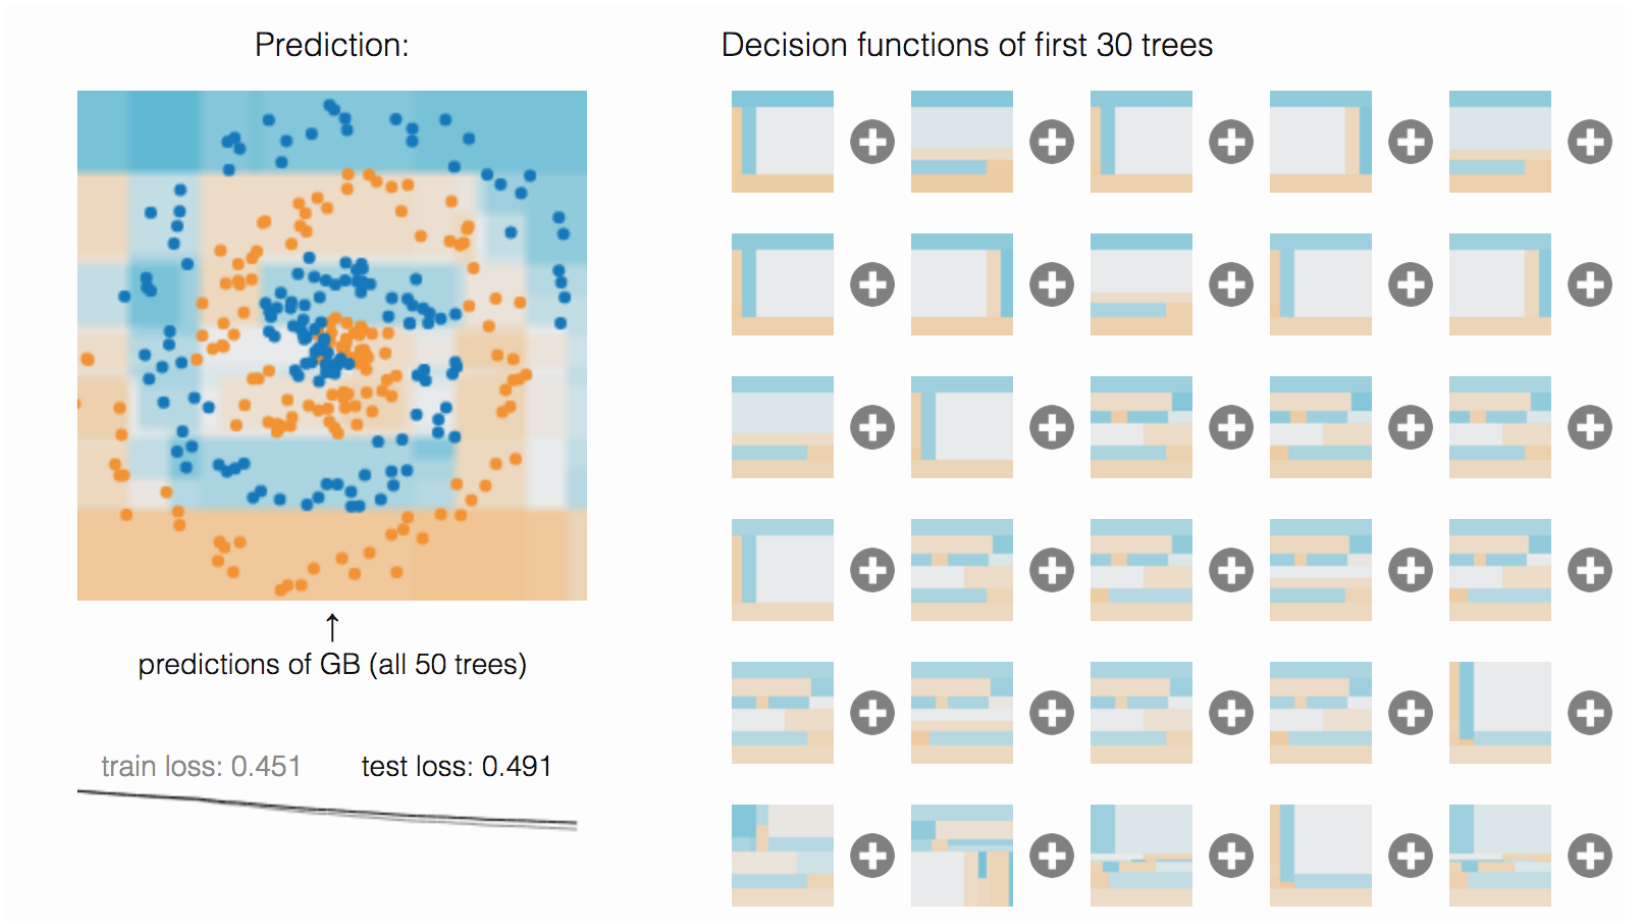 Prediction:
Decision functions of first 30 trees
↑
predictions of GB (all 50 trees)
train loss: 0.451 test loss: 0.491